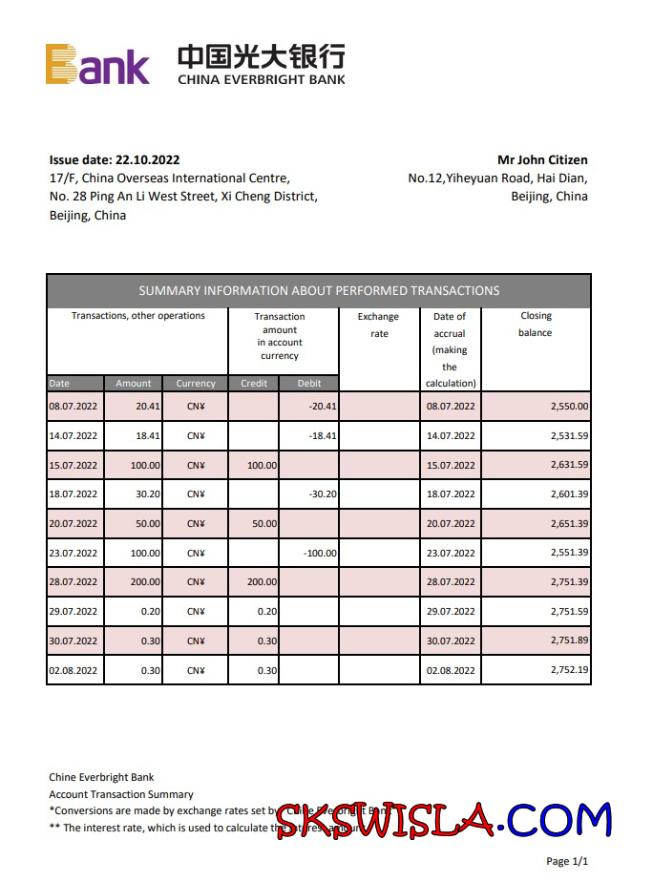 Bank 中国光大银行
CHINA EVERBRIGHT BANK
Issue date: 22.10.2022
17/F, China Overseas International Centre,
No. 28 Ping An Li West Street, Xi Cheng District,
Beijing, China
Mr John Citizen
No.12,Yiheyuan Road, Hai Dian,
Beijing, China
SUMMARY INFORMATION ABOUT PERFORMED TRANSACTIONS
Transactions, other operations
Transaction
amount
in account
currency
Exchange
rate
Date of
accrual
(making
the
calculation)
Closing
balance
Date Amount Currency Credit Debit
08.07.2022 20.41 CN¥ -20.41 08.07.2022 2,550.00
14.07.2022 18.41 CN¥ -18.41 14.07.2022 2,531.59
15.07.2022 100.00 CN¥ 100.00 15.07.2022 2,631.59
18.07.2022 30.20 CN¥ -30.20 18.07.2022 2,601.39
20.07.2022 50.00 CN¥ 50.00 20.07.2022 2,651.39
23.07.2022 100.00 CN¥ -100.00 23.07.2022 2,551.39
28.07.2022 200.00 CN¥ 200.00 28.07.2022 2,751.39
29.07.2022 0.20 CN¥ 0.20 29.07.2022 2,751.59
30.07.2022 0.30 CN¥ 0.30 30.07.2022 2,751.89
02.08.2022 0.30 CN¥ 0.30 02.08.2022 2,752.19
Chine Everbright Bank
Account Transaction Summary
*Conversions are made by exchange rates set by
** The interest rate, which is used to calculate the
SKSWISLA.COM
Page 1/1